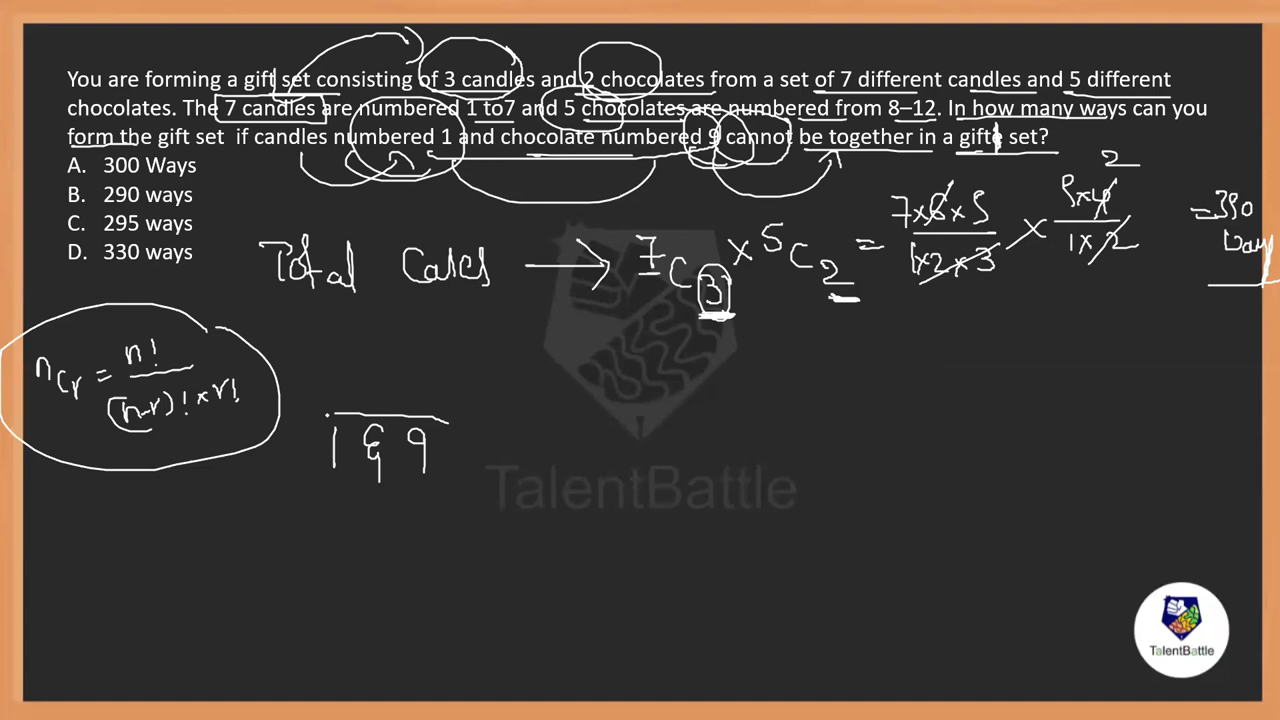 You are forming a gift set consisting of 3 candles and 2 chocolates from a set of 7 different candles and 5 different
chocolates. The 7 candles are numbered 1 to7 and 5 chocolates are numbered from 8–12. In how many ways can you
form the gift set if candles numbered 1 and chocolate numbered 9 cannot be together in a gift set?
A. 300 Ways
B. 290 ways
C. 295 ways
D. 330 ways
Total Cases → 7C3 × 5C2 = 7×6×5 / 1×2×3 × 5×4 / 1×2 = 350
2
nCr = n! / (n-r)! × r!
1 & 9
TalentBattle
TalentBattle